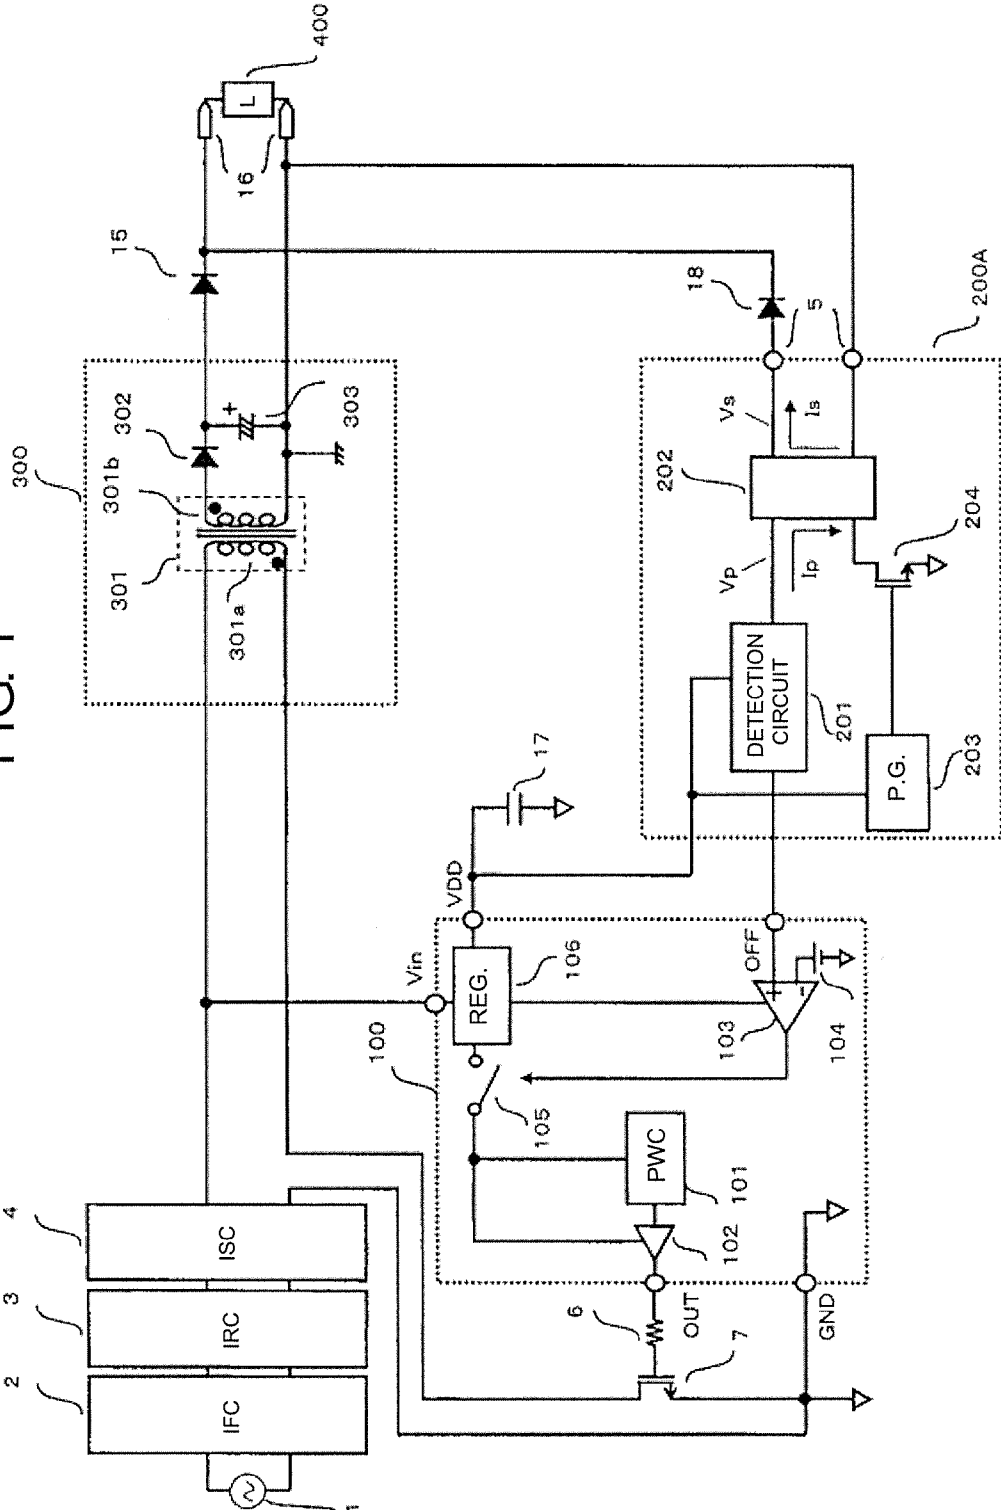 FIG. 1
1
2
3
4
IFC
IRC
ISC
300
301
301a
301b
302
303
15
16
L
400
Vin
VDD
17
100
REG.
106
105
PWC
101
102
103
104
OFF
OUT
GND
6
7
200A
DETECTION
CIRCUIT
201
P.G.
203
204
202
Vp
Ip
Vs
Is
5
18